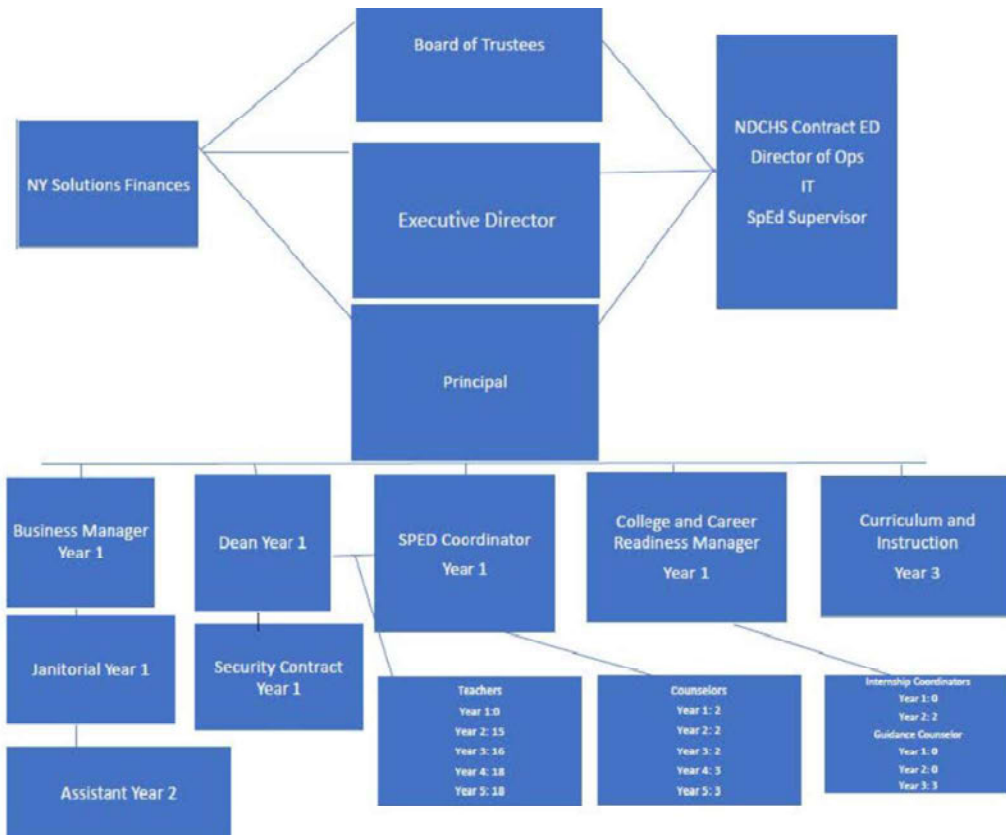 Board of Trustees
NY Solutions Finances
NDCHS Contract ED
Director of Ops
IT
SpEd Supervisor
Executive Director
Principal
Business Manager
Year 1
Dean Year 1
SPED Coordinator
Year 1
College and Career
Readiness Manager
Year 1
Curriculum and
Instruction
Year 3
Janitorial Year 1
Security Contract
Year 1
Assistant Year 2
Teachers
Year 1:0
Year 2: 15
Year 3: 16
Year 4: 18
Year 5: 18
Counselors
Year 1: 2
Year 2: 2
Year 3: 2
Year 4: 3
Year 5: 3
Internship Coordinators
Year 1: 0
Year 2: 2
Guidance Counselor
Year 1: 0
Year 2: 0
Year 3: 3